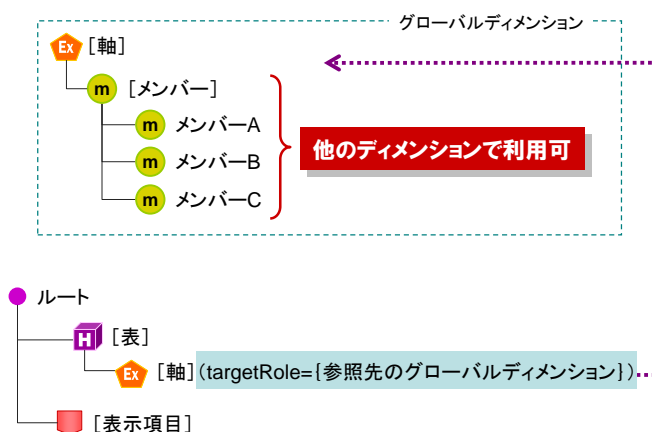 グローバルディメンション
Ex [軸]
m [メンバー]
m メンバーA
m メンバーB
m メンバーC
他のディメンションで利用可
ルート
H [表]
Ex [軸](targetRole={参照先のグローバルディメンション})
[表示項目]